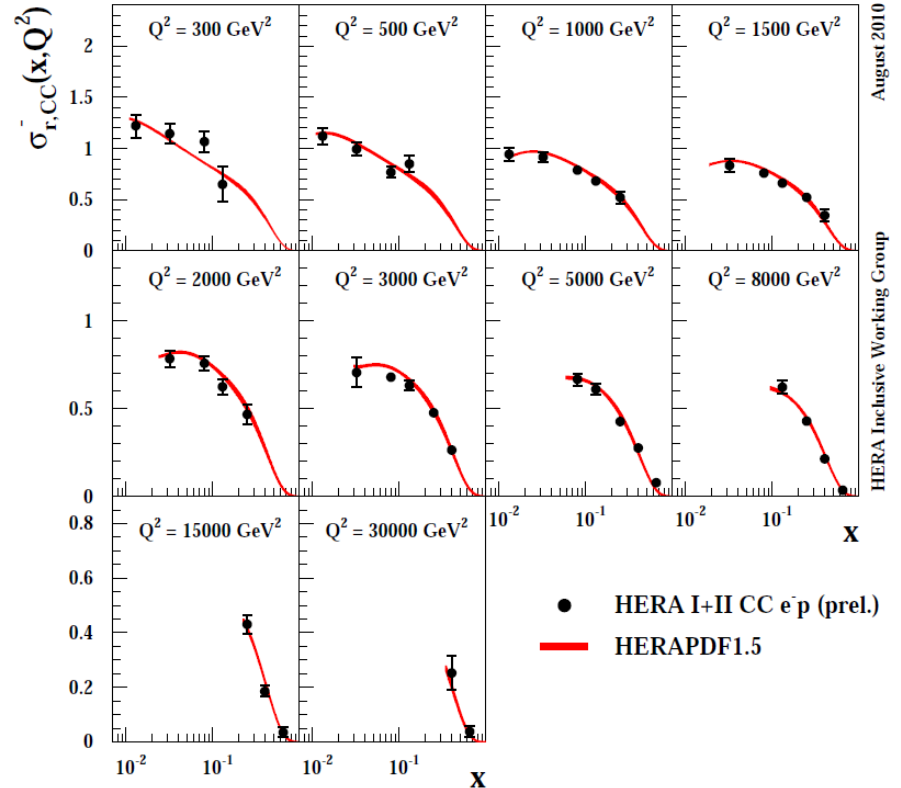 σ⁻r,CC(x,Q²)
Q² = 300 GeV²
Q² = 500 GeV²
Q² = 1000 GeV²
Q² = 1500 GeV²
2
1.5
1
0.5
0
Q² = 2000 GeV²
Q² = 3000 GeV²
Q² = 5000 GeV²
Q² = 8000 GeV²
1
0.5
0
10⁻² 10⁻¹
10⁻² 10⁻¹
x
Q² = 15000 GeV²
Q² = 30000 GeV²
0.8
0.6
0.4
0.2
0
10⁻² 10⁻¹
10⁻² 10⁻¹
x
HERA I+II CC e⁻p (prel.)
HERAPDF1.5
August 2010
HERA Inclusive Working Group